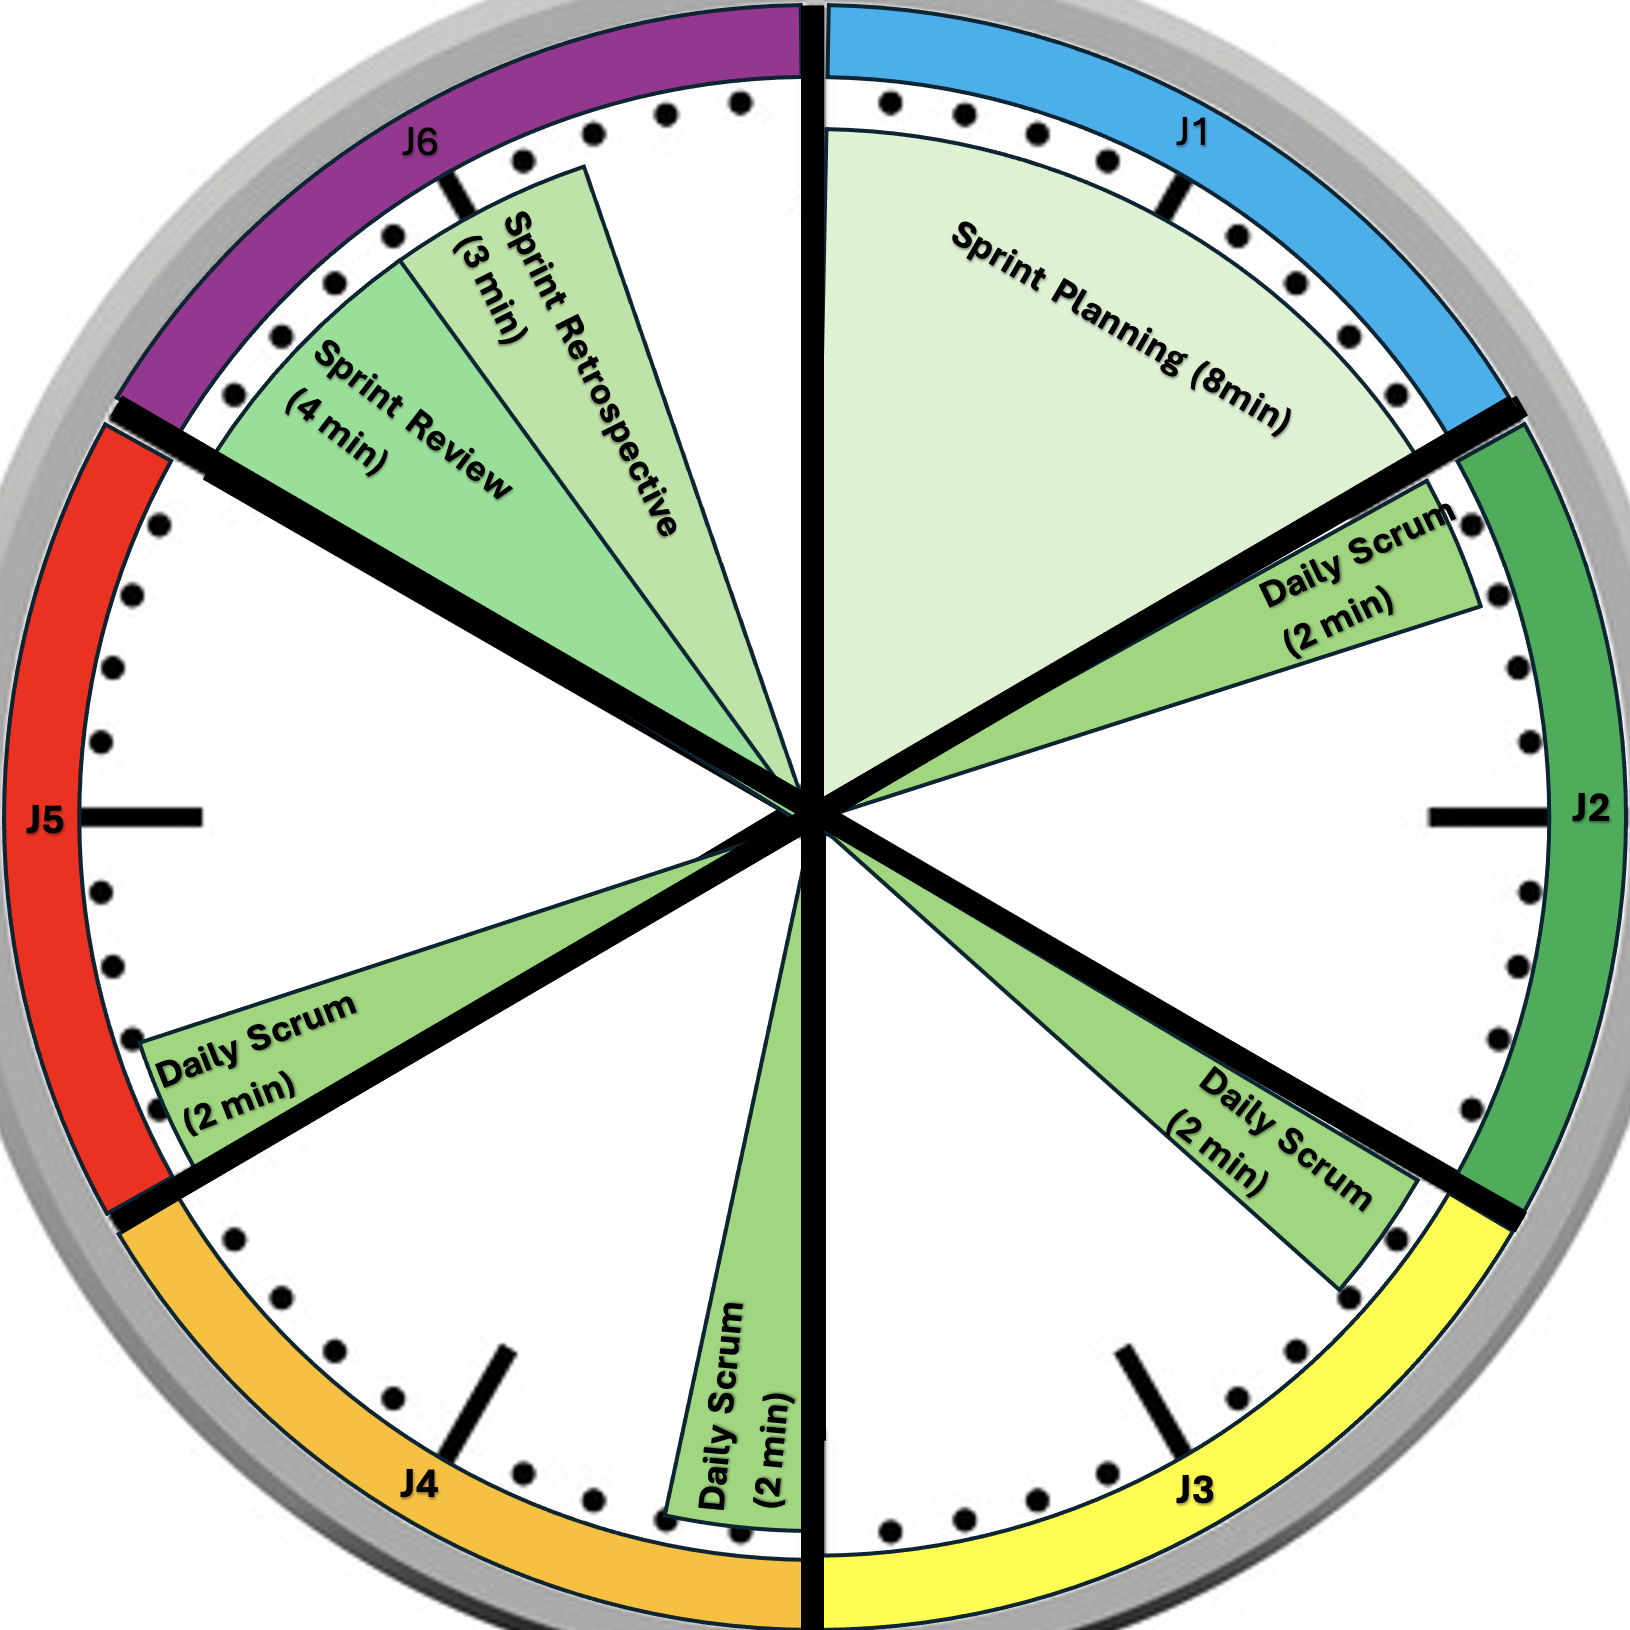 J1
Sprint Planning (8min)
J2
Daily Scrum
(2 min)
J3
Daily Scrum
(2 min)
J4
Daily Scrum
(2 min)
J5
Daily Scrum
(2 min)
J6
Sprint Review
(4 min)
Sprint Retrospective
(3 min)